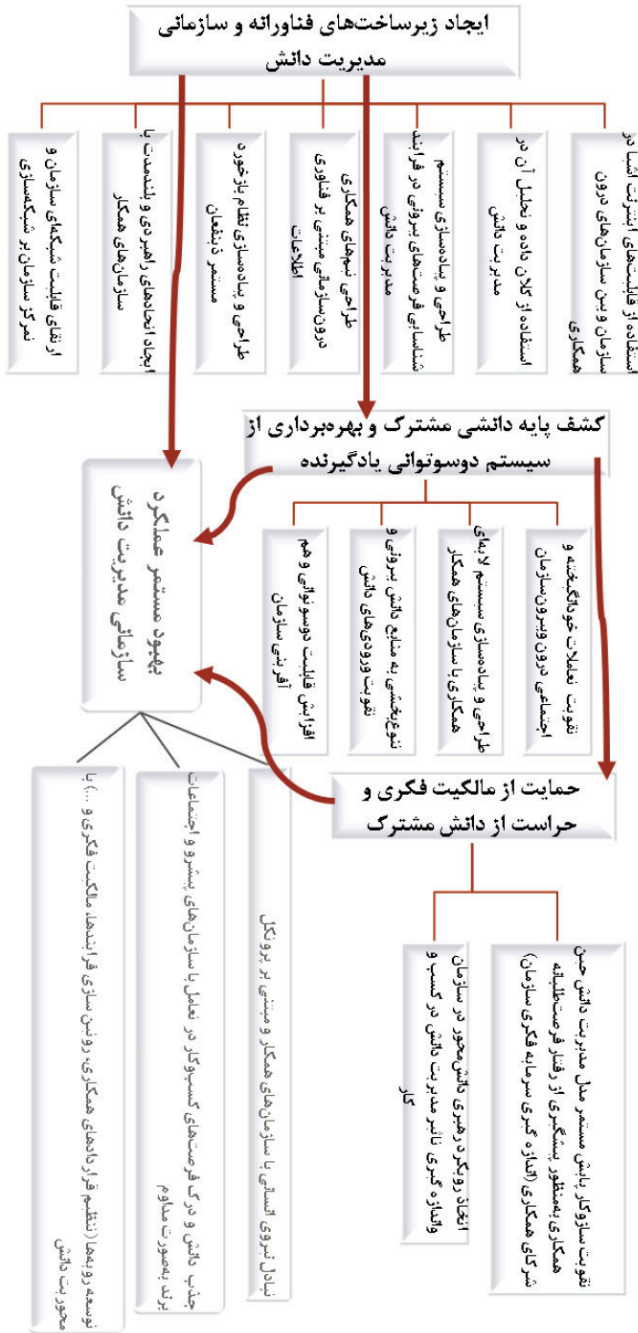 ایجاد زیرساخت‌های فناورانه و سازمانی
مدیریت دانش
استفاده از قابلیت‌های اینترنت اشیا در
سازمان و بین سازمان‌های درون
همکاری
استفاده از کلان داده و تحلیل آن در
مدیریت دانش
طراحی و پیاده‌سازی سیستم
شناسایی فرصت‌های بیرونی در فرایند
مدیریت دانش
طراحی تیم‌های همکاری
درون‌سازمانی مبتنی بر فناوری
اطلاعات
طراحی و پیاده‌سازی نظام بازخورد
مستمر ذینفعان
ایجاد اتحادهای راهبردی و بلندمدت با
سازمان‌های همکار
ارتقای قابلیت شبکه‌ای سازمان و
تمرکز سازمان بر شبکه‌سازی
کشف پایه دانشی مشترک و بهره‌برداری از
سیستم دوسوتوانی یادگیرنده
تقویت تعاملات خودانگیخته و
اجتماعی درون وبیرون‌سازمان
طراحی و پیاده‌سازی سیستم لایه‌ای
همکاری با سازمان‌های همکار
تنوع‌بخشی به منابع دانش بیرونی و
تقویت ورودی‌های دانش
افزایش قابلیت دوسوتوانی و هم
آفرینی سازمان
حمایت از مالکیت فکری و
حراست از دانش مشترک
تقویت سازوکار پایش مستمر مدل مدیریت دانش حین
همکاری به‌منظور پیشگیری از رفتار فرصت‌طلبانه
شرکای همکاری (اندازه گیری سرمایه فکری سازمان)
اتخاذ رویکرد رهبری دانش‌محور در سازمان
واندازه گیری تاثیر مدیریت دانش در کسب و
کار
بهبود مستمر عملکرد
سازمانی مدیریت دانش
تبادل نیروی انسانی با سازمان‌های همکار و مبتنی بر پروتکل
جذب دانش و درک فرصت‌های کسب‌وکار در تعامل با سازمان‌های پیشرو و اجتماعات
برند به‌صورت مداوم
توسعه رویه‌ها (تنظیم قراردادهای همکاری، روتین سازی فرایندها، مالکیت فکری و ...) با
محوریت دانش